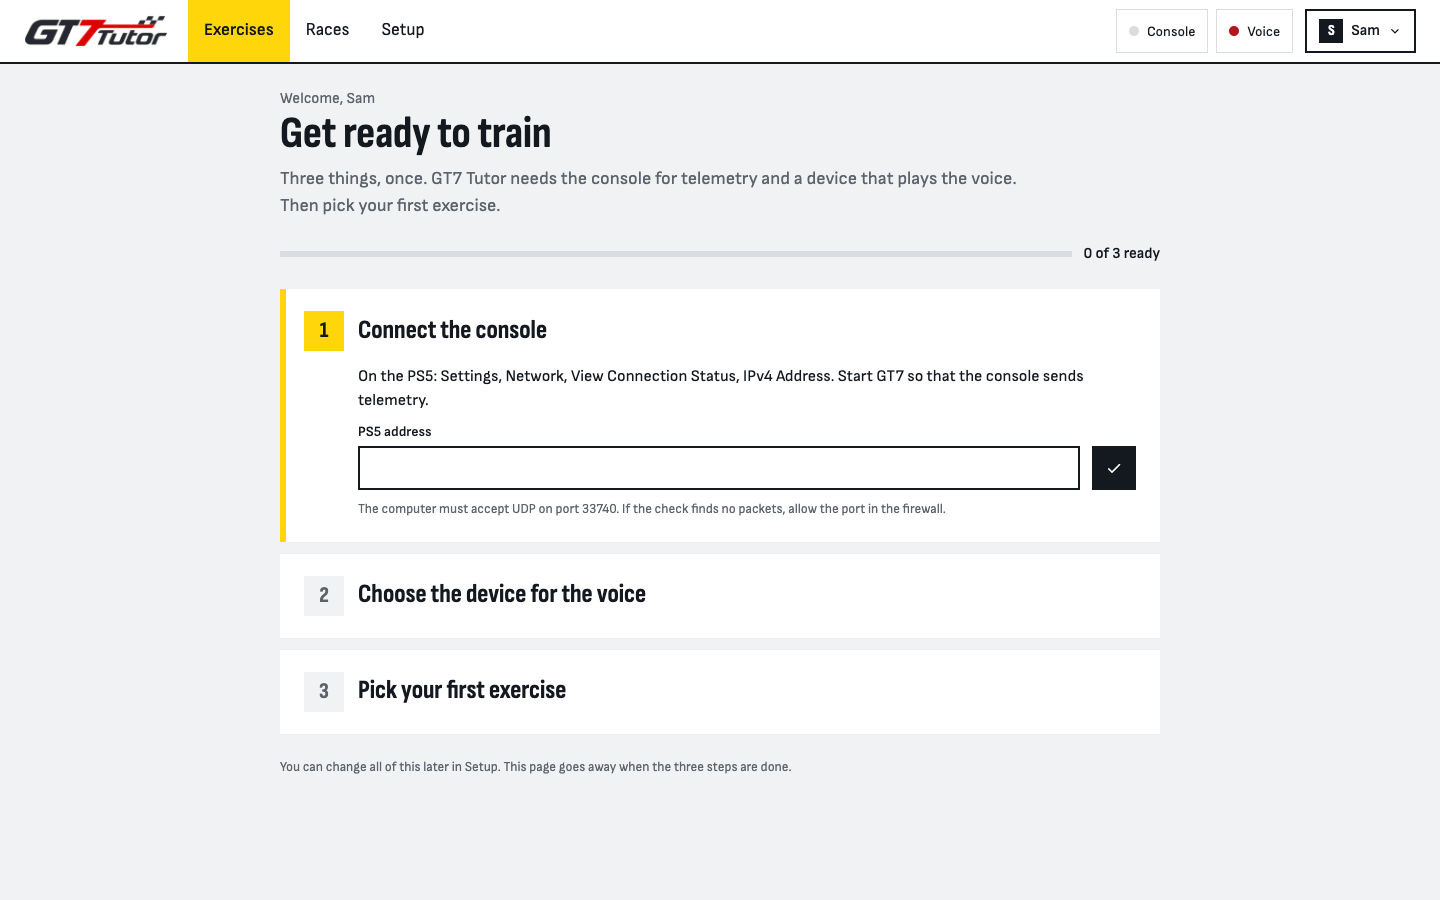 GT7 Tutor
Exercises
Races
Setup
Console
Voice
S
Sam
Welcome, Sam
Get ready to train
Three things, once. GT7 Tutor needs the console for telemetry and a device that plays the voice.
Then pick your first exercise.
0 of 3 ready
1
Connect the console
On the PS5: Settings, Network, View Connection Status, IPv4 Address. Start GT7 so that the console sends
telemetry.
PS5 address
The computer must accept UDP on port 33740. If the check finds no packets, allow the port in the firewall.
2
Choose the device for the voice
3
Pick your first exercise
You can change all of this later in Setup. This page goes away when the three steps are done.